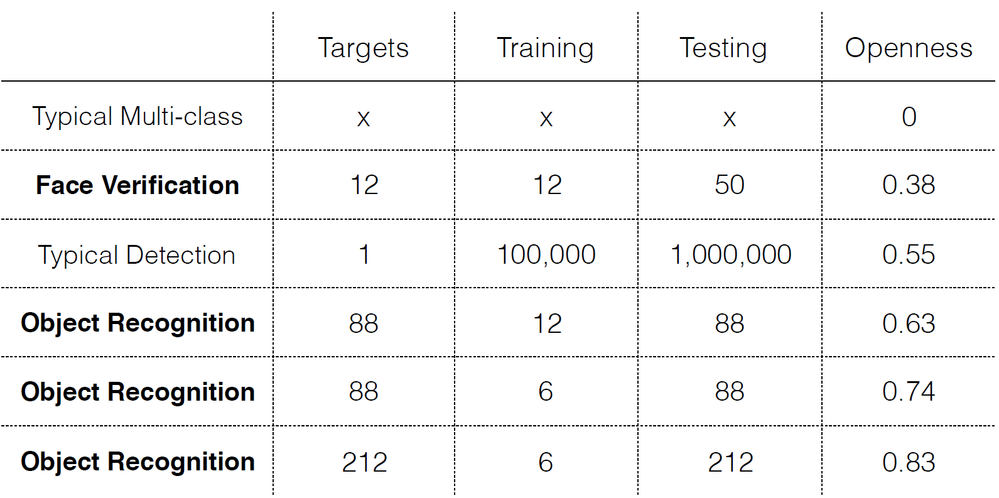 Targets Training Testing Openness
Typical Multi-class x x x 0
Face Verification 12 12 50 0.38
Typical Detection 1 100,000 1,000,000 0.55
Object Recognition 88 12 88 0.63
Object Recognition 88 6 88 0.74
Object Recognition 212 6 212 0.83